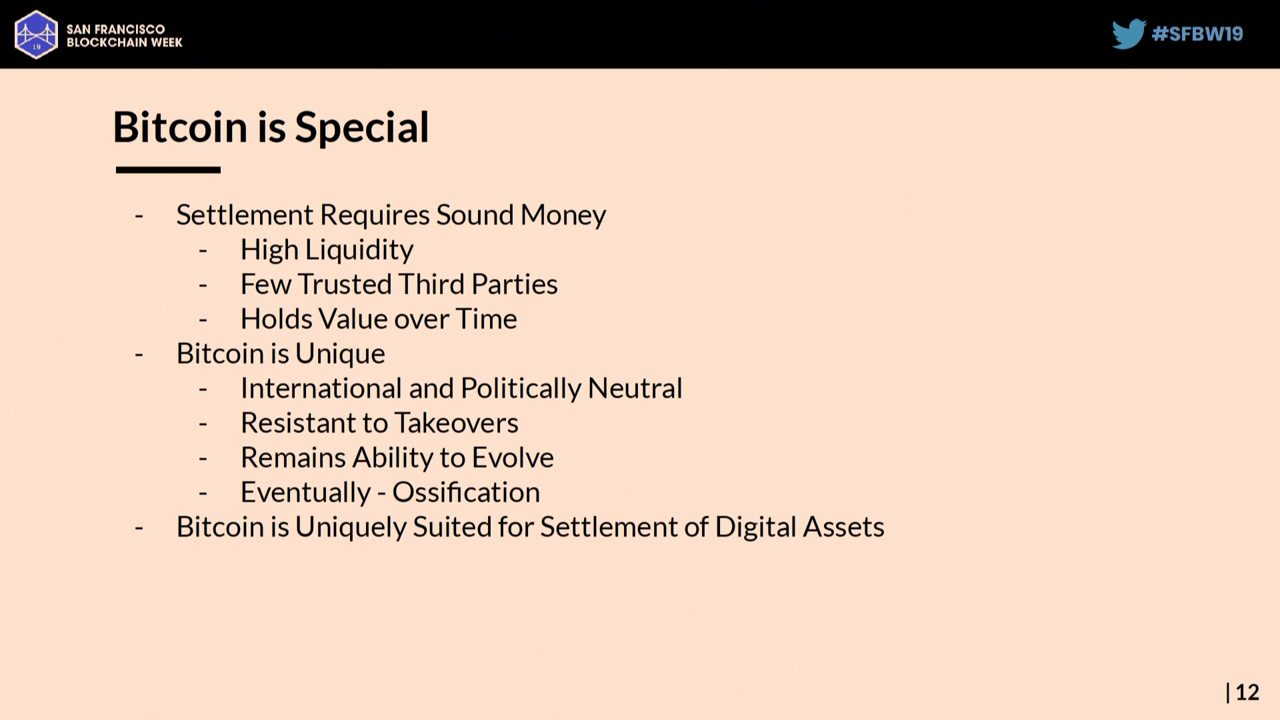 SAN FRANCISCO
BLOCKCHAIN WEEK
19
#SFBW19
Bitcoin is Special
- Settlement Requires Sound Money
- High Liquidity
- Few Trusted Third Parties
- Holds Value over Time
- Bitcoin is Unique
- International and Politically Neutral
- Resistant to Takeovers
- Remains Ability to Evolve
- Eventually - Ossification
- Bitcoin is Uniquely Suited for Settlement of Digital Assets
| 12